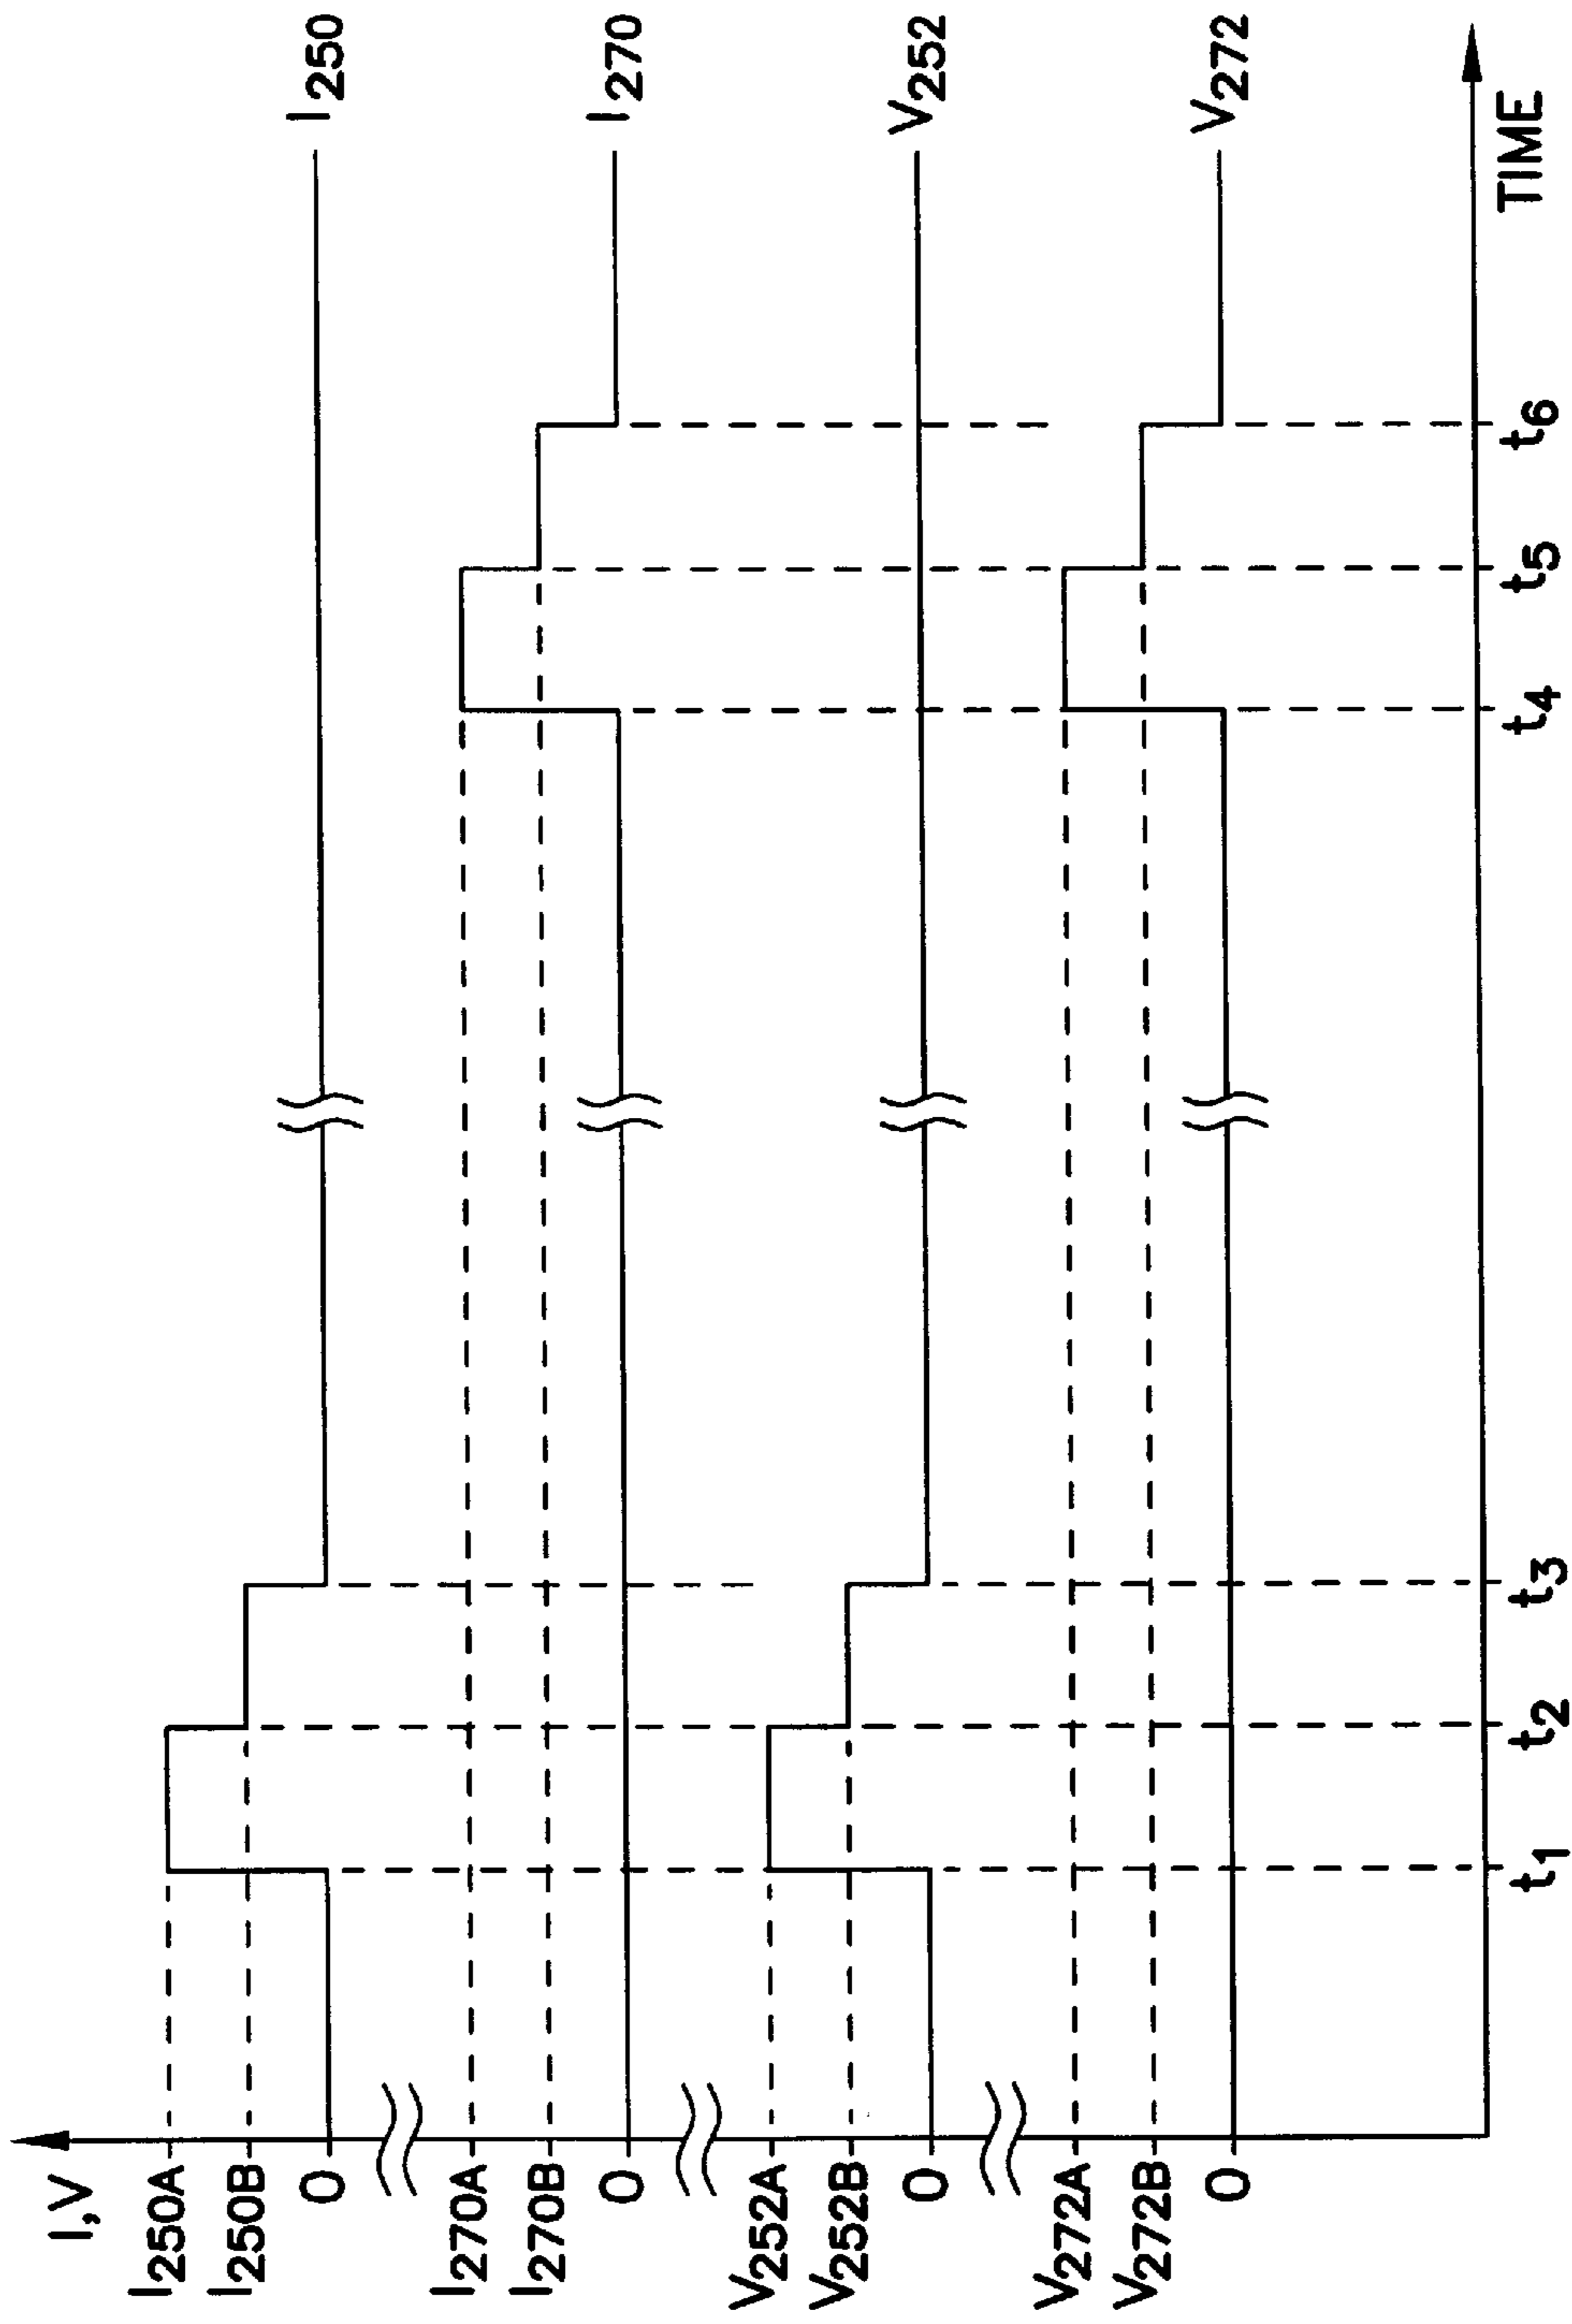 I,V
I250A
I250B
0
I250
I270A
I270B
0
I270
V252A
V252B
0
V252
V272A
V272B
0
V272
t1
t2
t3
t4
t5
t6
TIME